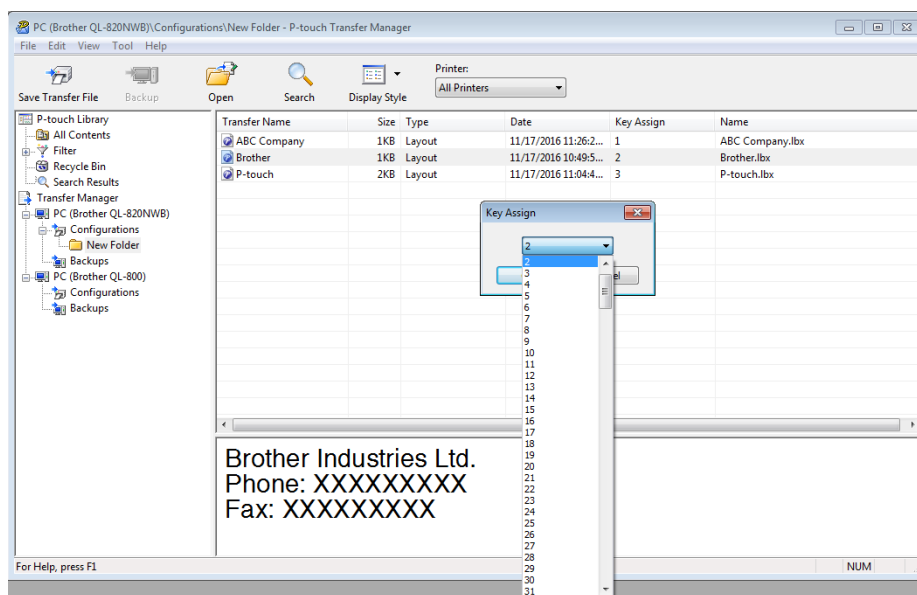 PC (Brother QL-820NWB)\Configurations\New Folder - P-touch Transfer Manager
File Edit View Tool Help
Save Transfer File Backup Open Search Display Style
Printer:
All Printers
P-touch Library
All Contents
Filter
Recycle Bin
Search Results
Transfer Manager
PC (Brother QL-820NWB)
Configurations
New Folder
Backups
PC (Brother QL-800)
Configurations
Backups
Transfer Name Size Type Date Key Assign Name
ABC Company 1KB Layout 11/17/2016 11:26:2... 1 ABC Company.lbx
Brother 1KB Layout 11/17/2016 10:49:5... 2 Brother.lbx
P-touch 2KB Layout 11/17/2016 11:04:4... 3 P-touch.lbx
Key Assign
2
2
3
4
5
6
7
8
9
10
11
12
13
14
15
16
17
18
19
20
21
22
23
24
25
26
27
28
29
30
31
Brother Industries Ltd.
Phone: XXXXXXXXX
Fax: XXXXXXXXX
For Help, press F1
NUM